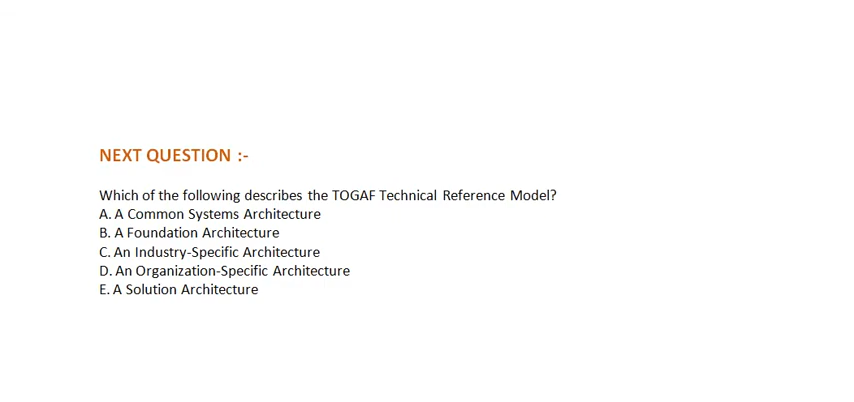 NEXT QUESTION :-
Which of the following describes the TOGAF Technical Reference Model?
A. A Common Systems Architecture
B. A Foundation Architecture
C. An Industry-Specific Architecture
D. An Organization-Specific Architecture
E. A Solution Architecture